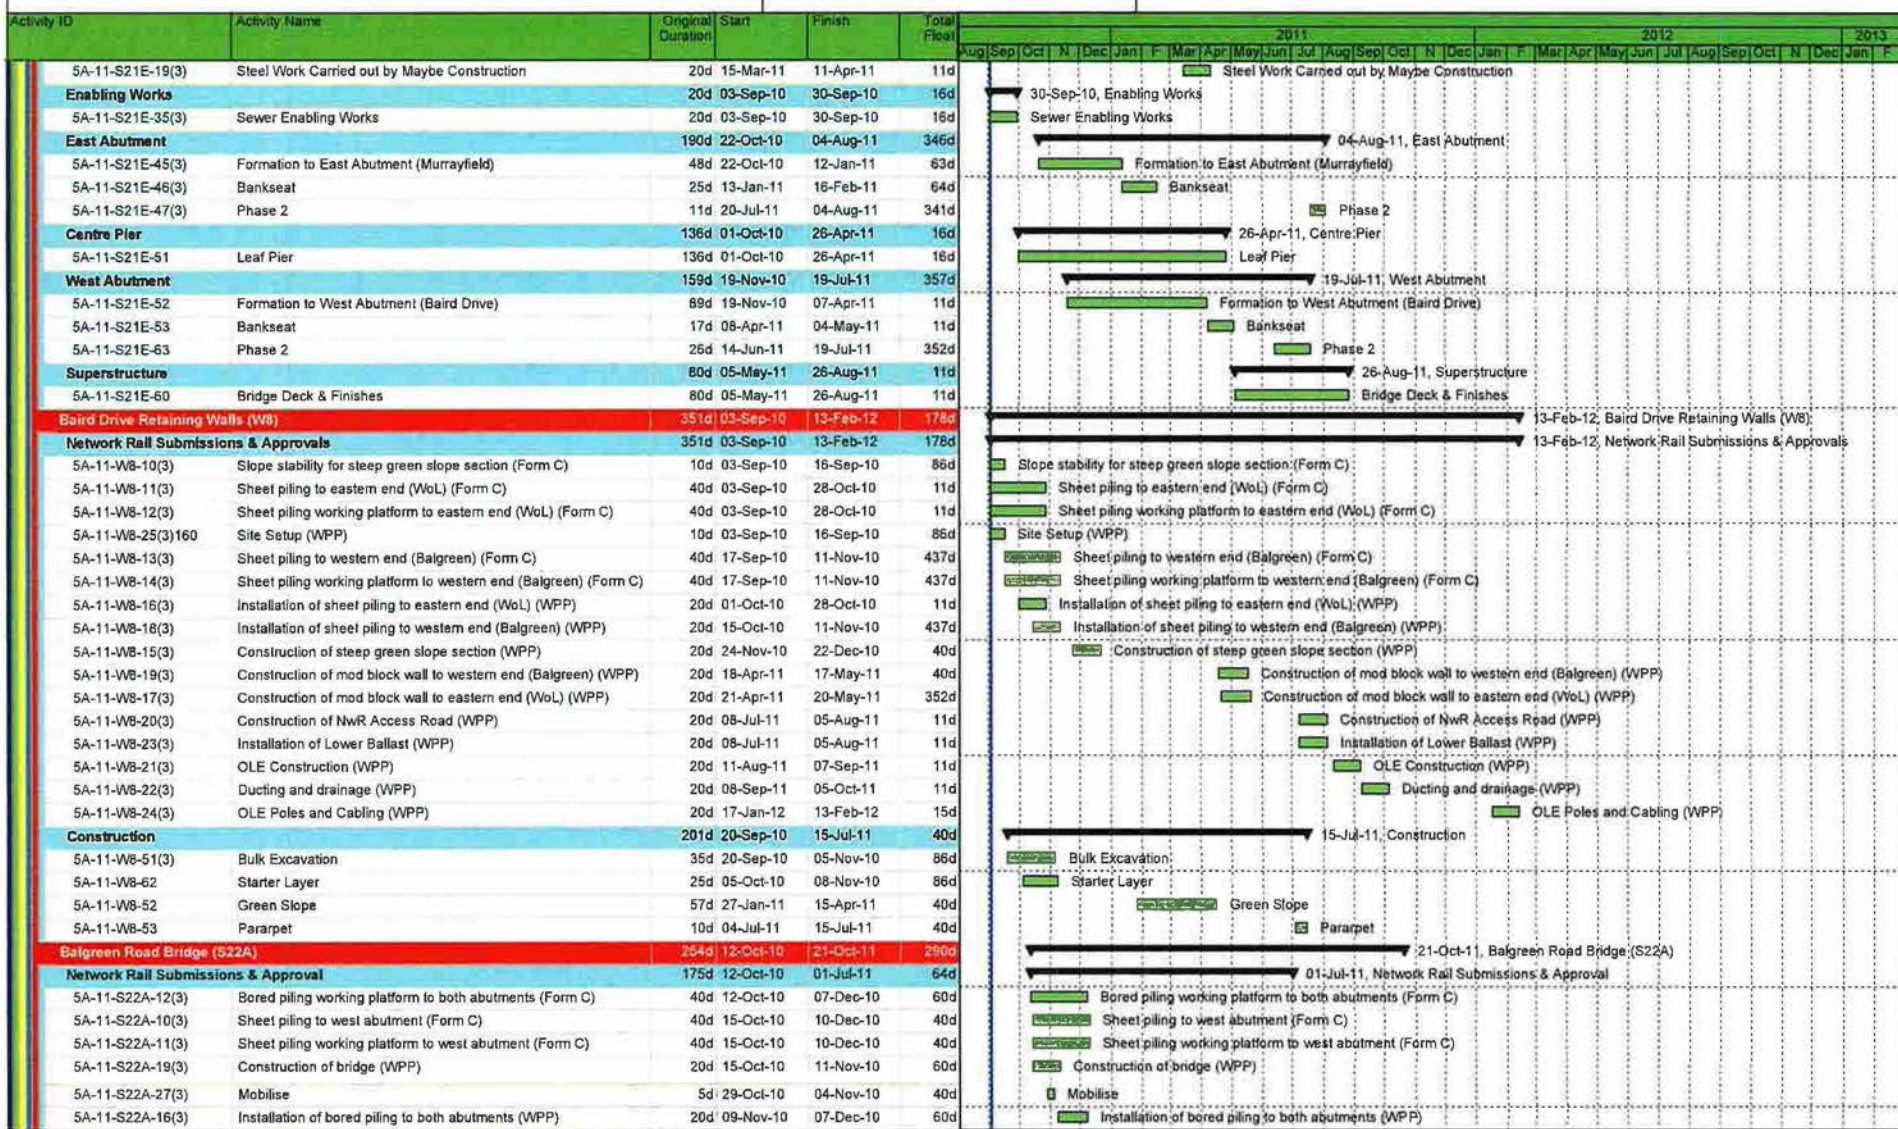 Activity ID Activity Name Original Duration Start Finish Total Float
2011 2012 2013
Aug Sep Oct N Dec Jan F Mar Apr May Jun Jul Aug Sep Oct N Dec Jan F Mar Apr May Jun Jul Aug Sep Oct N Dec Jan F
5A-11-S21E-19(3) Steel Work Carried out by Maybe Construction 20d 15-Mar-11 11-Apr-11 11d Steel Work Carried out by Maybe Construction
Enabling Works 20d 03-Sep-10 30-Sep-10 16d 30-Sep-10, Enabling Works
5A-11-S21E-35(3) Sewer Enabling Works 20d 03-Sep-10 30-Sep-10 16d Sewer Enabling Works
East Abutment 190d 22-Oct-10 04-Aug-11 346d 04-Aug-11, East Abutment
5A-11-S21E-45(3) Formation to East Abutment (Murrayfield) 48d 22-Oct-10 12-Jan-11 63d Formation to East Abutment (Murrayfield)
5A-11-S21E-46(3) Bankseat 25d 13-Jan-11 16-Feb-11 64d Bankseat
5A-11-S21E-47(3) Phase 2 11d 20-Jul-11 04-Aug-11 341d Phase 2
Centre Pier 136d 01-Oct-10 26-Apr-11 16d 26-Apr-11, Centre Pier
5A-11-S21E-51 Leaf Pier 136d 01-Oct-10 26-Apr-11 16d Leaf Pier
West Abutment 159d 19-Nov-10 19-Jul-11 357d 19-Jul-11, West Abutment
5A-11-S21E-52 Formation to West Abutment (Baird Drive) 89d 19-Nov-10 07-Apr-11 11d Formation to West Abutment (Baird Drive)
5A-11-S21E-53 Bankseat 17d 08-Apr-11 04-May-11 11d Bankseat
5A-11-S21E-63 Phase 2 26d 14-Jun-11 19-Jul-11 352d Phase 2
Superstructure 80d 05-May-11 26-Aug-11 11d 26-Aug-11, Superstructure
5A-11-S21E-60 Bridge Deck & Finishes 80d 05-May-11 26-Aug-11 11d Bridge Deck & Finishes
Baird Drive Retaining Walls (W8) 351d 03-Sep-10 13-Feb-12 178d 13-Feb-12, Baird Drive Retaining Walls (W8)
Network Rail Submissions & Approvals 351d 03-Sep-10 13-Feb-12 178d 13-Feb-12, Network Rail Submissions & Approvals
5A-11-W8-10(3) Slope stability for steep green slope section (Form C) 10d 03-Sep-10 16-Sep-10 86d Slope stability for steep green slope section (Form C)
5A-11-W8-11(3) Sheet piling to eastern end (WoL) (Form C) 40d 03-Sep-10 28-Oct-10 11d Sheet piling to eastern end (WoL) (Form C)
5A-11-W8-12(3) Sheet piling working platform to eastern end (WoL) (Form C) 40d 03-Sep-10 28-Oct-10 11d Sheet piling working platform to eastern end (WoL) (Form C)
5A-11-W8-25(3)160 Site Setup (WPP) 10d 03-Sep-10 16-Sep-10 86d Site Setup (WPP)
5A-11-W8-13(3) Sheet piling to western end (Balgreen) (Form C) 40d 17-Sep-10 11-Nov-10 437d Sheet piling to western end (Balgreen) (Form C)
5A-11-W8-14(3) Sheet piling working platform to western end (Balgreen) (Form C) 40d 17-Sep-10 11-Nov-10 437d Sheet piling working platform to western end (Balgreen) (Form C)
5A-11-W8-16(3) Installation of sheet piling to eastern end (WoL) (WPP) 20d 01-Oct-10 28-Oct-10 11d Installation of sheet piling to eastern end (WoL) (WPP)
5A-11-W8-18(3) Installation of sheet piling to western end (Balgreen) (WPP) 20d 15-Oct-10 11-Nov-10 437d Installation of sheet piling to western end (Balgreen) (WPP)
5A-11-W8-15(3) Construction of steep green slope section (WPP) 20d 24-Nov-10 22-Dec-10 40d Construction of steep green slope section (WPP)
5A-11-W8-19(3) Construction of mod block wall to western end (Balgreen) (WPP) 20d 18-Apr-11 17-May-11 40d Construction of mod block wall to western end (Balgreen) (WPP)
5A-11-W8-17(3) Construction of mod block wall to eastern end (WoL) (WPP) 20d 21-Apr-11 20-May-11 352d Construction of mod block wall to eastern end (WoL) (WPP)
5A-11-W8-20(3) Construction of NwR Access Road (WPP) 20d 08-Jul-11 05-Aug-11 11d Construction of NwR Access Road (WPP)
5A-11-W8-23(3) Installation of Lower Ballast (WPP) 20d 08-Jul-11 05-Aug-11 11d Installation of Lower Ballast (WPP)
5A-11-W8-21(3) OLE Construction (WPP) 20d 11-Aug-11 07-Sep-11 11d OLE Construction (WPP)
5A-11-W8-22(3) Ducting and drainage (WPP) 20d 08-Sep-11 05-Oct-11 11d Ducting and drainage (WPP)
5A-11-W8-24(3) OLE Poles and Cabling (WPP) 20d 17-Jan-12 13-Feb-12 15d OLE Poles and Cabling (WPP)
Construction 201d 20-Sep-10 15-Jul-11 40d 15-Jul-11, Construction
5A-11-W8-51(3) Bulk Excavation 35d 20-Sep-10 05-Nov-10 86d Bulk Excavation
5A-11-W8-62 Starter Layer 25d 05-Oct-10 08-Nov-10 86d Starter Layer
5A-11-W8-52 Green Slope 57d 27-Jan-11 15-Apr-11 40d Green Slope
5A-11-W8-53 Pararpet 10d 04-Jul-11 15-Jul-11 40d Pararpet
Balgreen Road Bridge (S22A) 264d 12-Oct-10 21-Oct-11 290d 21-Oct-11, Balgreen Road Bridge (S22A)
Network Rail Submissions & Approval 175d 12-Oct-10 01-Jul-11 64d 01-Jul-11, Network Rail Submissions & Approval
5A-11-S22A-12(3) Bored piling working platform to both abutments (Form C) 40d 12-Oct-10 07-Dec-10 60d Bored piling working platform to both abutments (Form C)
5A-11-S22A-10(3) Sheet piling to west abutment (Form C) 40d 15-Oct-10 10-Dec-10 40d Sheet piling to west abutment (Form C)
5A-11-S22A-11(3) Sheet piling working platform to west abutment (Form C) 40d 15-Oct-10 10-Dec-10 40d Sheet piling working platform to west abutment (Form C)
5A-11-S22A-19(3) Construction of bridge (WPP) 20d 15-Oct-10 11-Nov-10 60d Construction of bridge (WPP)
5A-11-S22A-27(3) Mobilise 5d 29-Oct-10 04-Nov-10 40d Mobilise
5A-11-S22A-16(3) Installation of bored piling to both abutments (WPP) 20d 09-Nov-10 07-Dec-10 60d Installation of bored piling to both abutments (WPP)